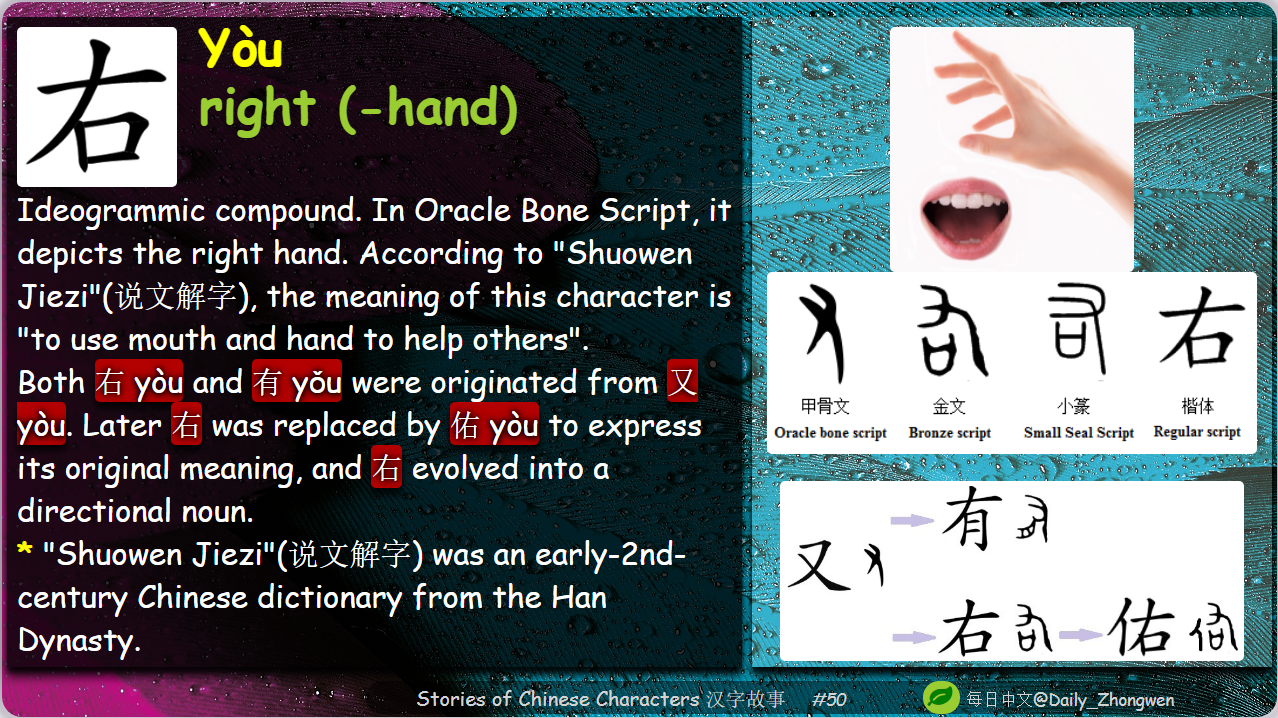 右
Yòu
right (-hand)
Ideogrammic compound. In Oracle Bone Script, it
depicts the right hand. According to "Shuowen
Jiezi"(说文解字), the meaning of this character is
"to use mouth and hand to help others".
Both 右 yòu and 有 yǒu were originated from 又
yòu. Later 右 was replaced by 佑 yòu to express
its original meaning, and 右 evolved into a
directional noun.
* "Shuowen Jiezi"(说文解字) was an early-2nd-
century Chinese dictionary from the Han
Dynasty.
右
甲骨文 金文 小篆 楷体
Oracle bone script Bronze script Small Seal Script Regular script
有
又
右 佑
Stories of Chinese Characters 汉字故事 #50 每日中文@Daily_Zhongwen